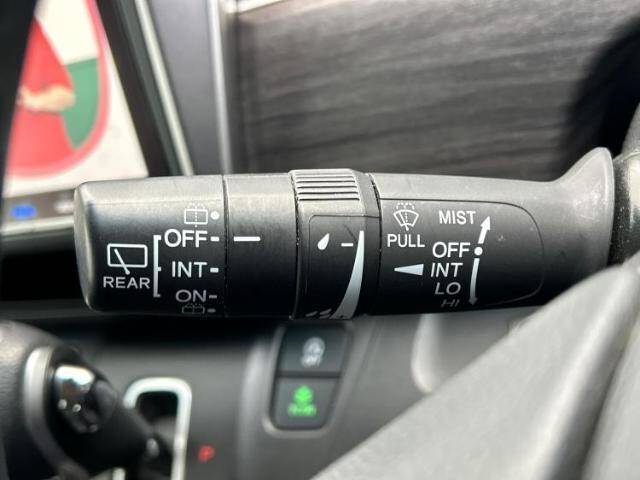 OFF
INT
ON
REAR
PULL
MIST
OFF
INT
LO
HI
P